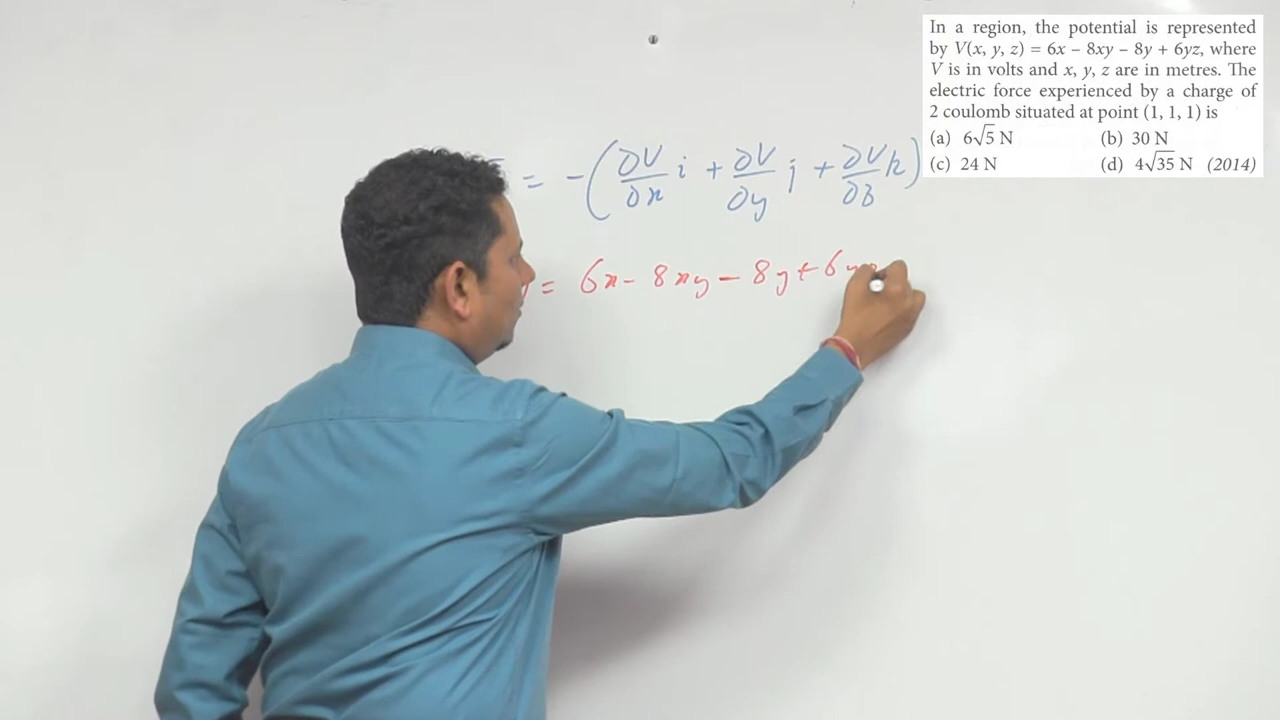 In a region, the potential is represented
by V(x, y, z) = 6x – 8xy – 8y + 6yz, where
V is in volts and x, y, z are in metres. The
electric force experienced by a charge of
2 coulomb situated at point (1, 1, 1) is
(a) 6√5 N (b) 30 N
(c) 24 N (d) 4√35 N (2014)
= -(∂V/∂x i + ∂V/∂y j + ∂V/∂z k)
= 6x - 8xy - 8y + 6y